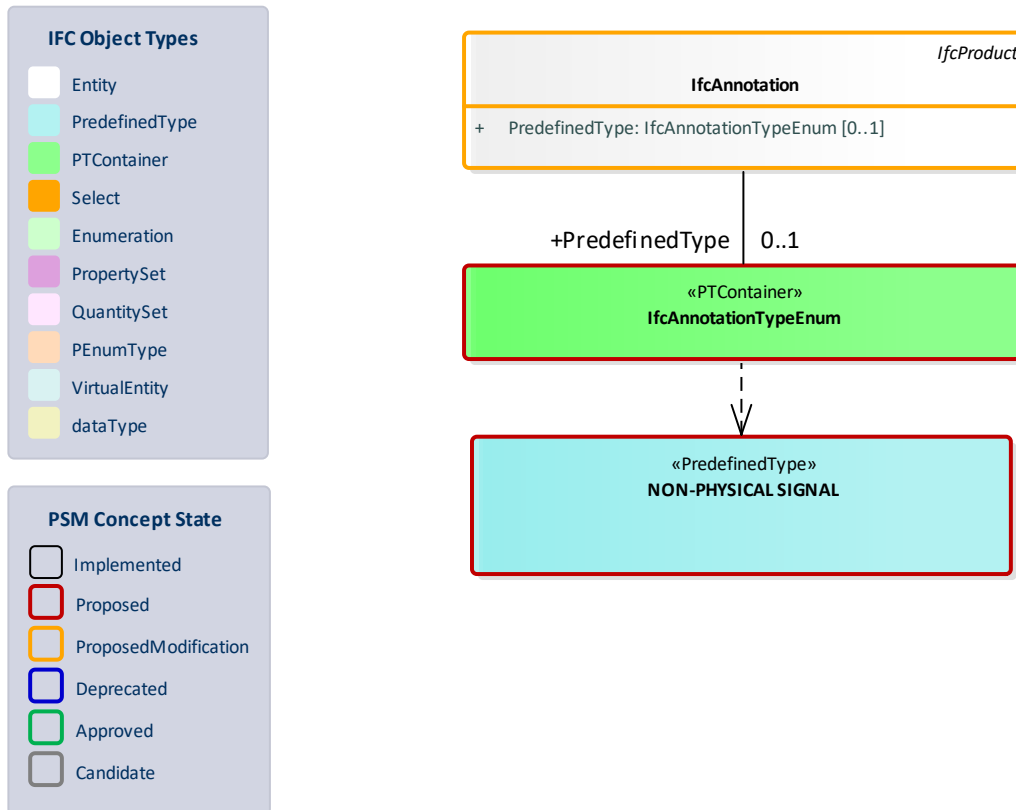 IFC Object Types
Entity
PredefinedType
PTContainer
Select
Enumeration
PropertySet
QuantitySet
PEnumType
VirtualEntity
dataType
PSM Concept State
Implemented
Proposed
ProposedModification
Deprecated
Approved
Candidate
IfcProduct
IfcAnnotation
+ PredefinedType: IfcAnnotationTypeEnum [0..1]
+PredefinedType 0..1
«PTContainer»
IfcAnnotationTypeEnum
«PredefinedType»
NON-PHYSICAL SIGNAL